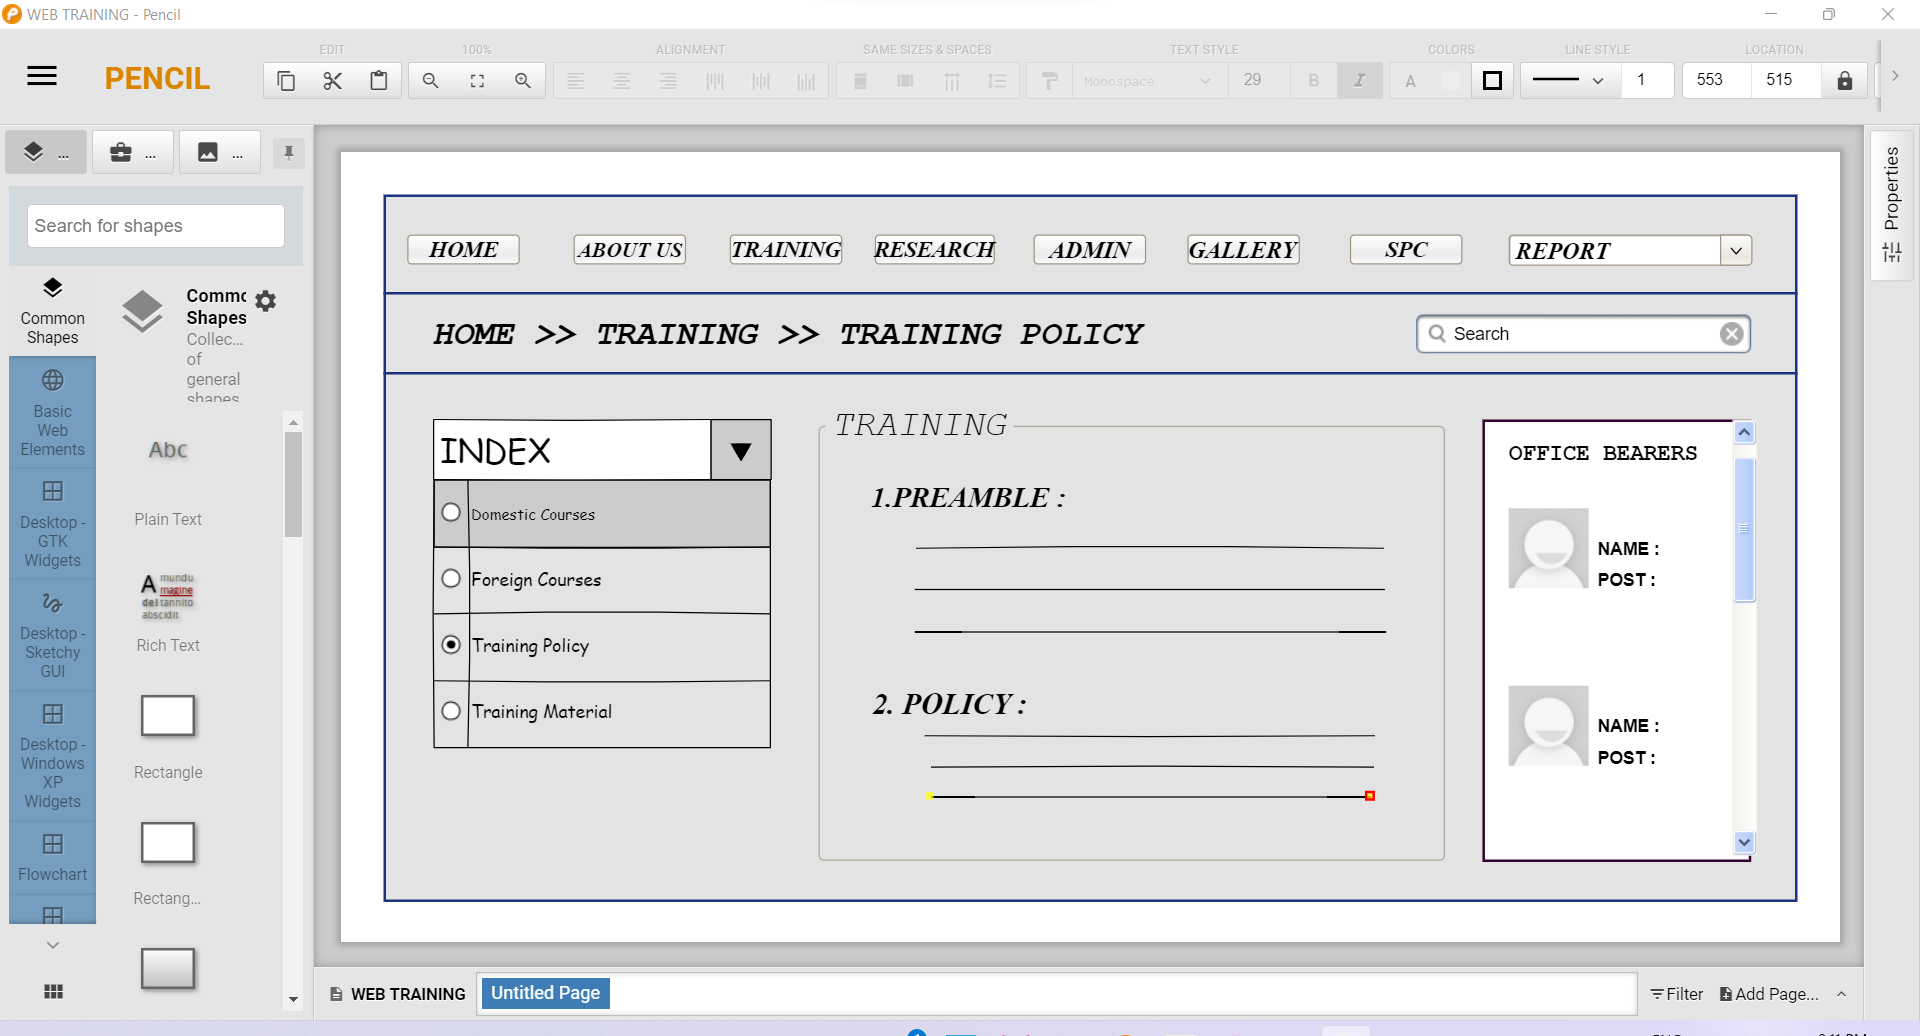 WEB TRAINING - Pencil
EDIT
100%
ALIGNMENT
SAME SIZES & SPACES
TEXT STYLE
COLORS
LINE STYLE
LOCATION
PENCIL
Monospace
29
B
I
A
1
553
515
...
...
...
Properties
Search for shapes
Common
Shapes
Basic
Web
Elements
Desktop -
GTK
Widgets
Desktop -
Sketchy
GUI
Desktop -
Windows
XP
Widgets
Flowchart
Shapes
Collec...
of
general
shapes
Abc
Plain Text
A mundu
magine
del tannito
abscidit
Rich Text
Rectangle
Rectang...
HOME
ABOUT US
TRAINING
RESEARCH
ADMIN
GALLERY
SPC
REPORT
HOME >> TRAINING >> TRAINING POLICY
Search
INDEX
Domestic Courses
Foreign Courses
Training Policy
Training Material
TRAINING
1.PREAMBLE :
2. POLICY :
OFFICE BEARERS
NAME :
POST :
NAME :
POST :
WEB TRAINING
Untitled Page
Filter
Add Page...